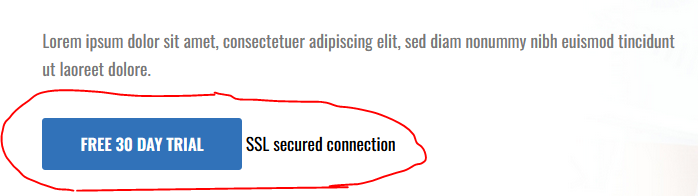 Lorem ipsum dolor sit amet, consectetuer adipiscing elit, sed diam nonummy nibh euismod tincidunt
ut laoreet dolore.
FREE 30 DAY TRIAL SSL secured connection